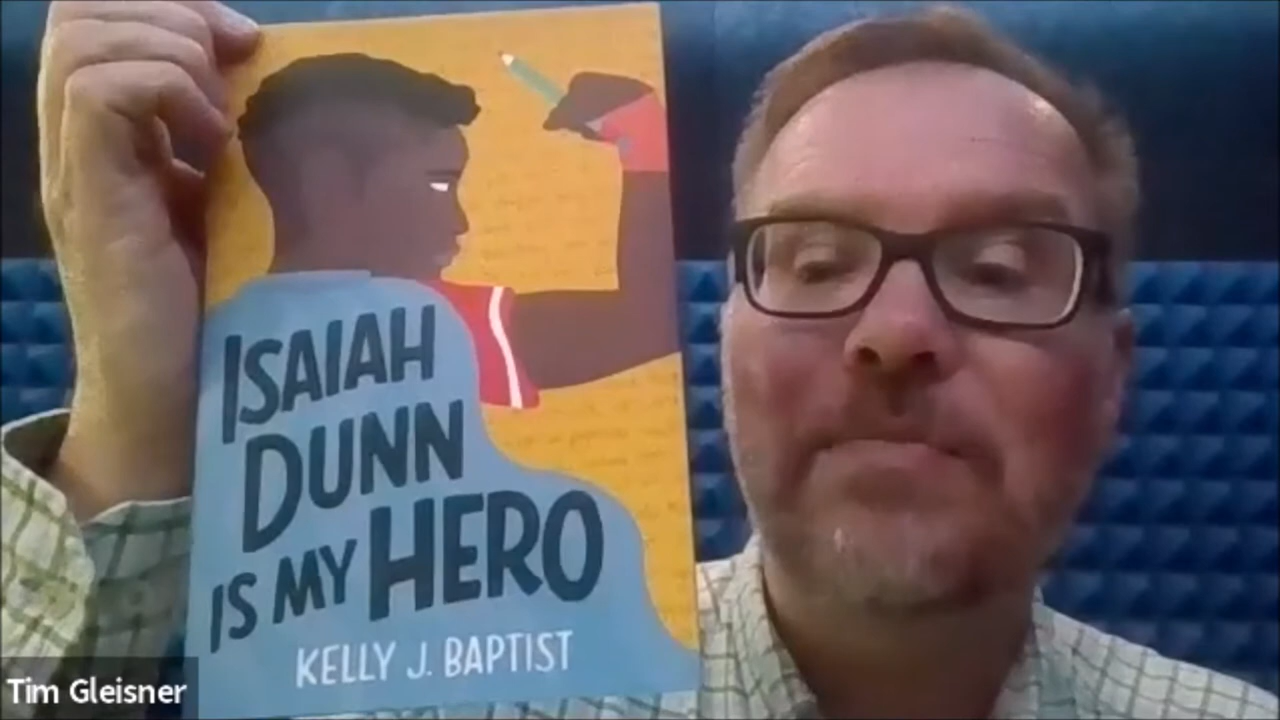 ISAIAH
DUNN
IS MY HERO
KELLY J. BAPTIST
Tim Gleisner